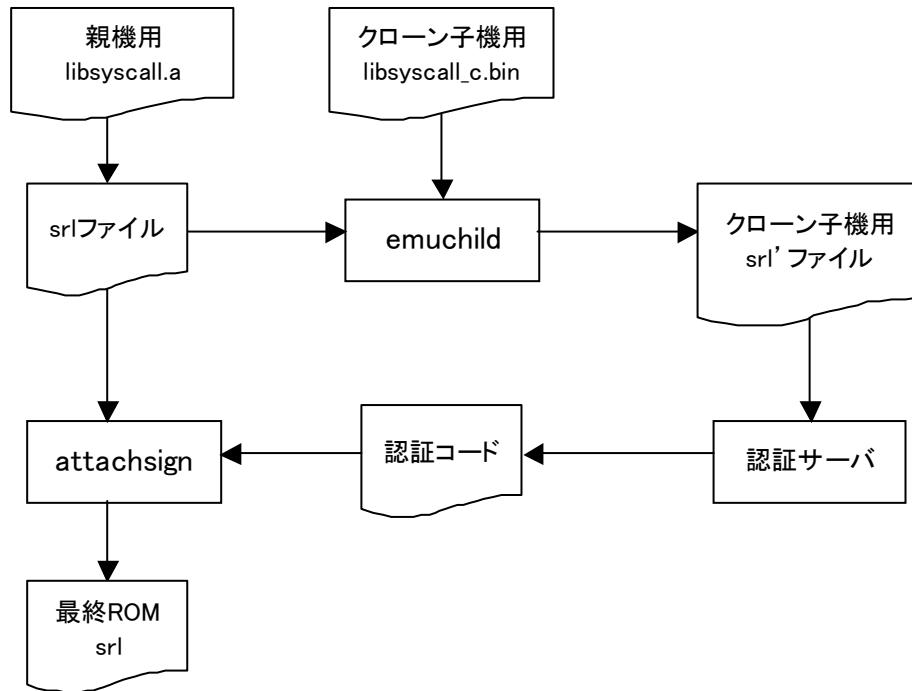 親機用
libsyscall.a
クローン子機用
libsyscall_c.bin
srlファイル
emuchild
クローン子機用
srl’ファイル
attachsign
認証コード
認証サーバ
最終ROM
srl